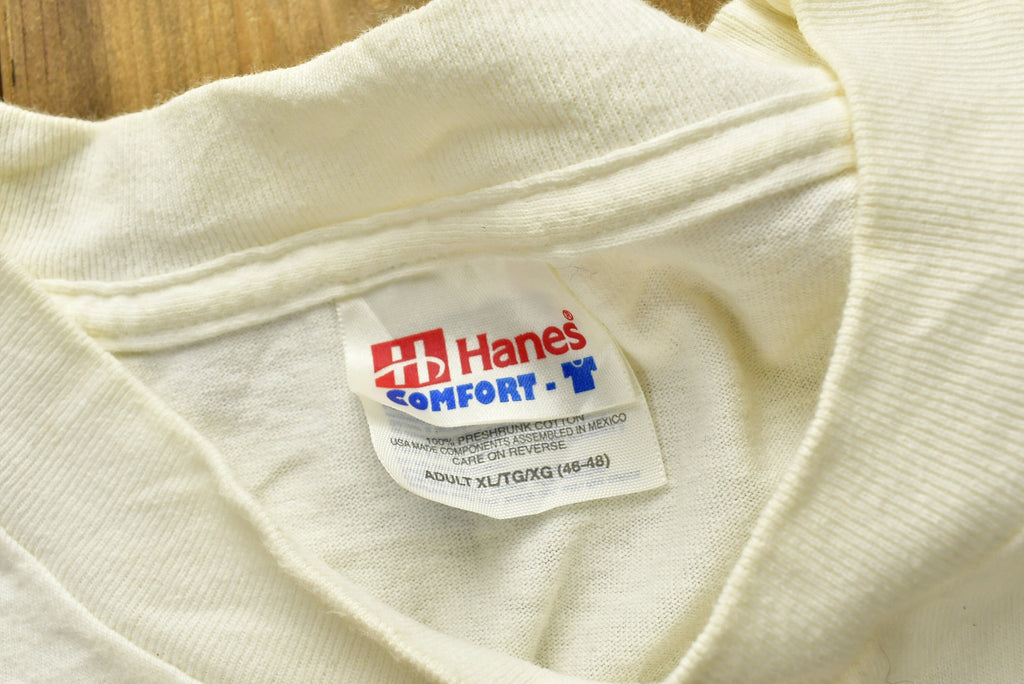 Hanes®
COMFORT -
100% PRESHRUNK COTTON
USA MADE COMPONENTS ASSEMBLED IN MEXICO
CARE ON REVERSE
ADULT XL/TG/XG (46-48)